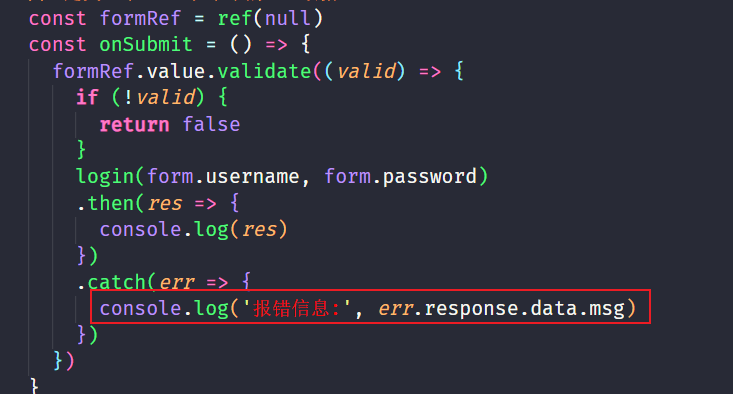 const formRef = ref(null)
const onSubmit = () => {
formRef.value.validate((valid) => {
if (!valid) {
return false
}
login(form.username, form.password)
.then(res => {
console.log(res)
})
.catch(err => {
console.log('报错信息:', err.response.data.msg)
})
})
}